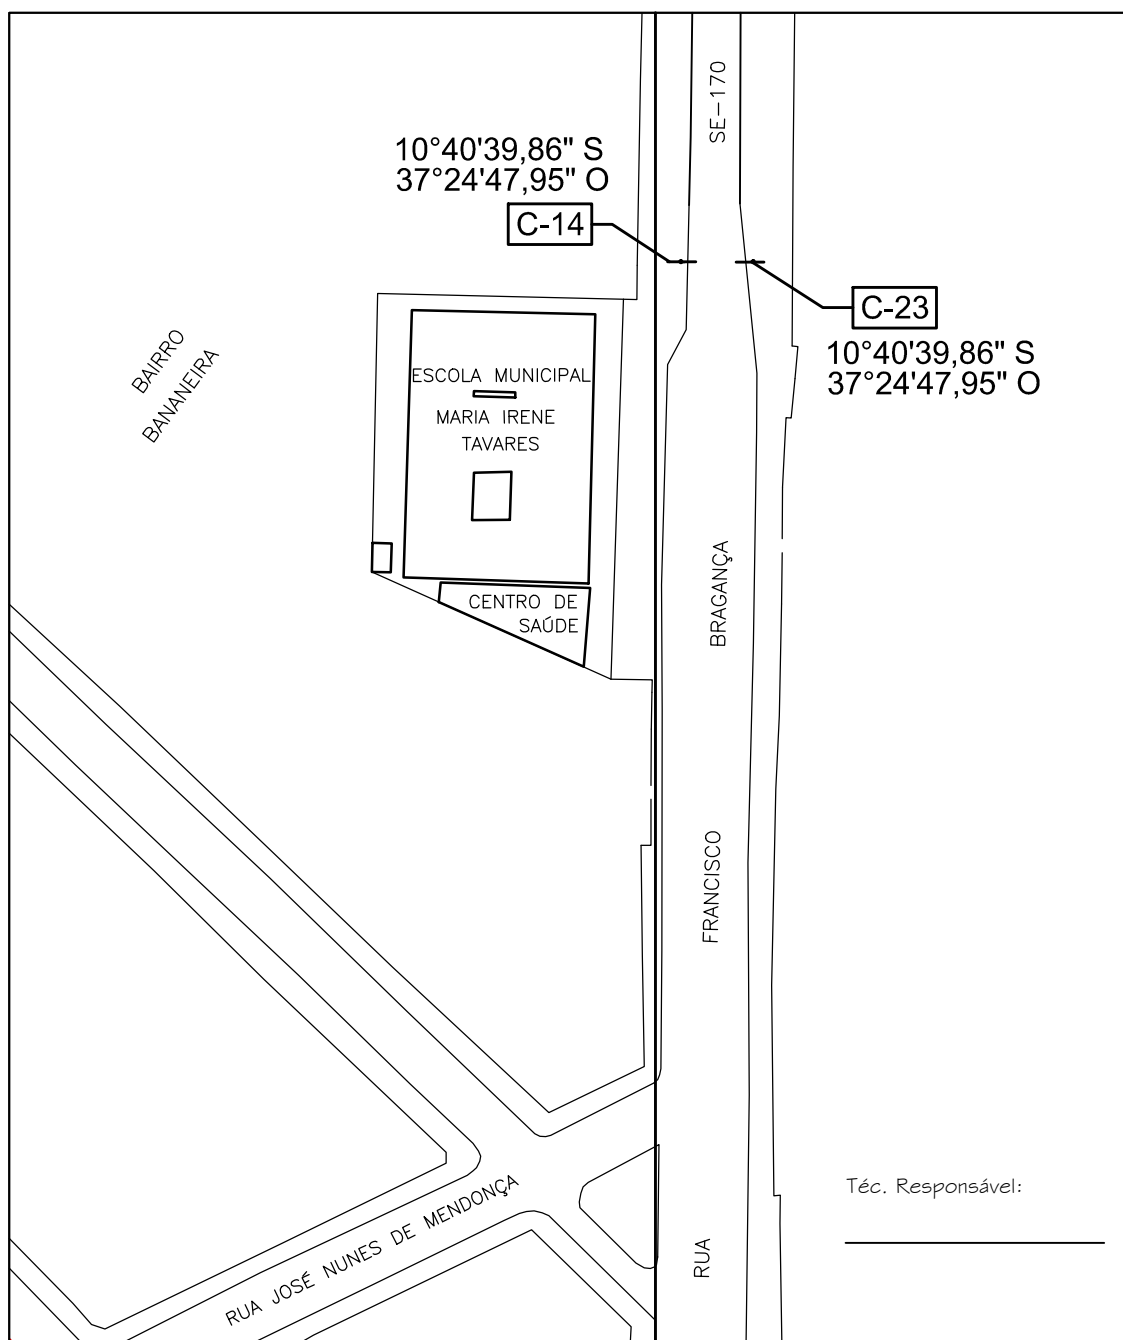 SE-170
10°40'39,86" S
37°24'47,95" O
C-14
C-23
10°40'39,86" S
37°24'47,95" O
BAIRRO
BANANEIRA
ESCOLA MUNICIPAL
MARIA IRENE
TAVARES
CENTRO DE
SAÚDE
RUA FRANCISCO BRAGANÇA
RUA JOSÉ NUNES DE MENDONÇA
Téc. Responsável: